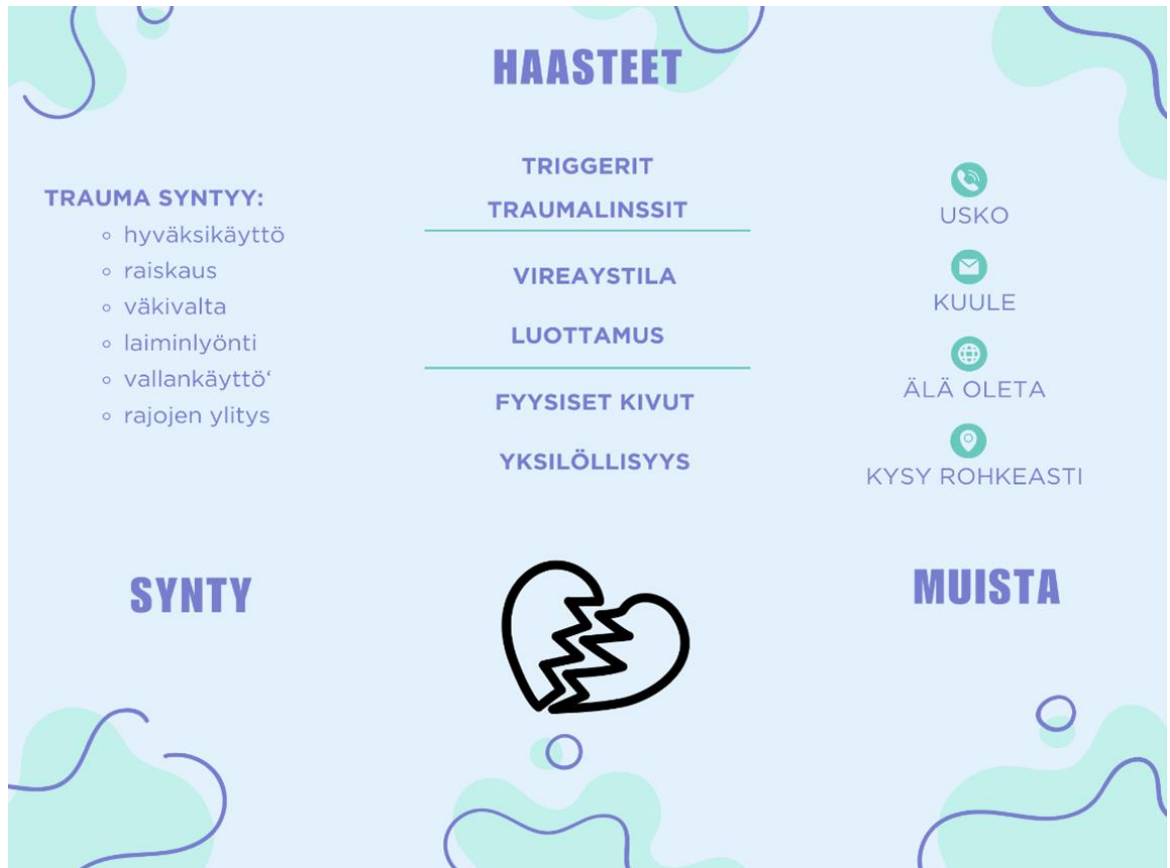 HAASTEET
TRAUMA SYNTYY:
hyväksikäyttö
raiskaus
väkivalta
laiminlyönti
vallankäyttö‘
rajojen ylitys
SYNTY
TRIGGERIT
TRAUMALINSSIT
VIREAYSTILA
LUOTTAMUS
FYYSISET KIVUT
YKSILÖLLISYYS
USKO
KUULE
ÄLÄ OLETA
KYSY ROHKEASTI
MUISTA